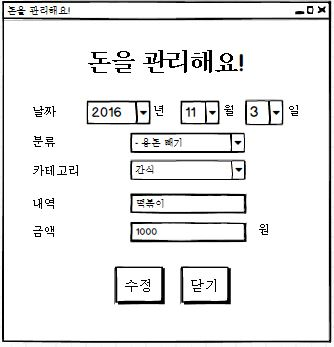 돈을 관리해요!
돈을 관리해요!
날짜 2016 년 11 월 3 일
분류 - 용돈 빼기
카테고리 간식
내역 떡볶이
금액 1000 원
수정 닫기